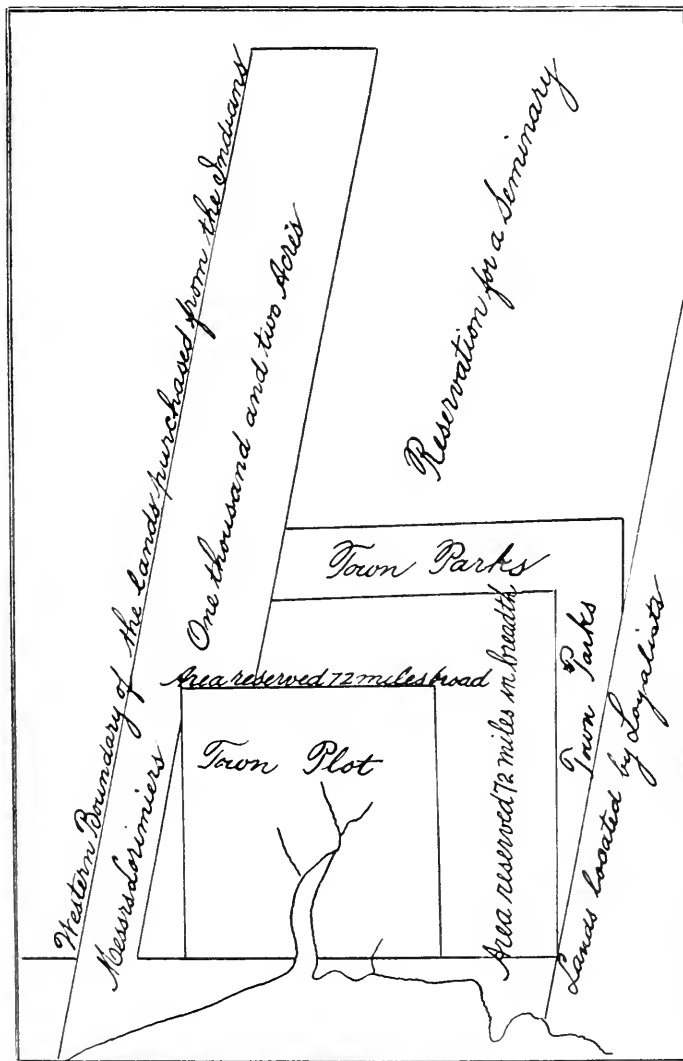 Western Boundary of the lands purchased from the Indians
Messrs Lorimiers
One thousand and two Acres
Reservation for a Seminary
Town Parks
Area reserved 72 miles broad
Town Plot
Area reserved 72 miles in breadth
Town Parks
Lands located by Loyalists